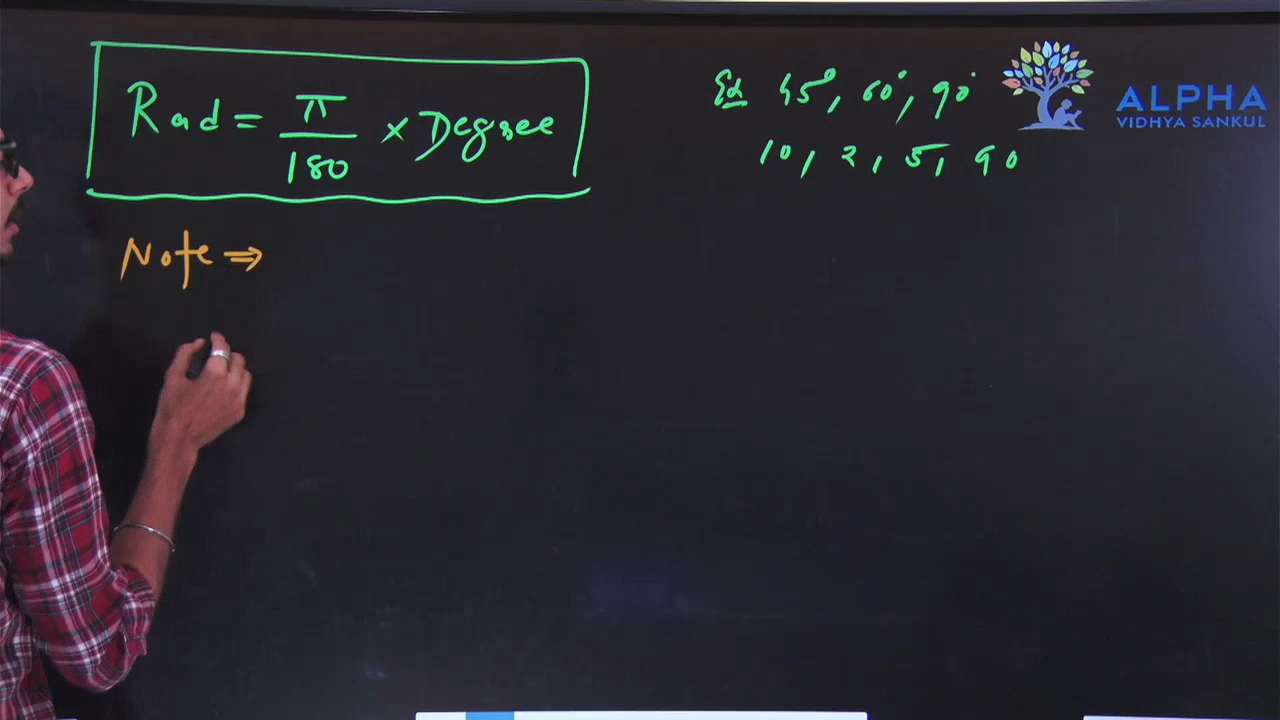 Rad = π/180 × Degree
Ex 45°, 60°, 90°
10, 2, 5, 90
ALPHA
VIDHYA SANKUL
Note ⇒